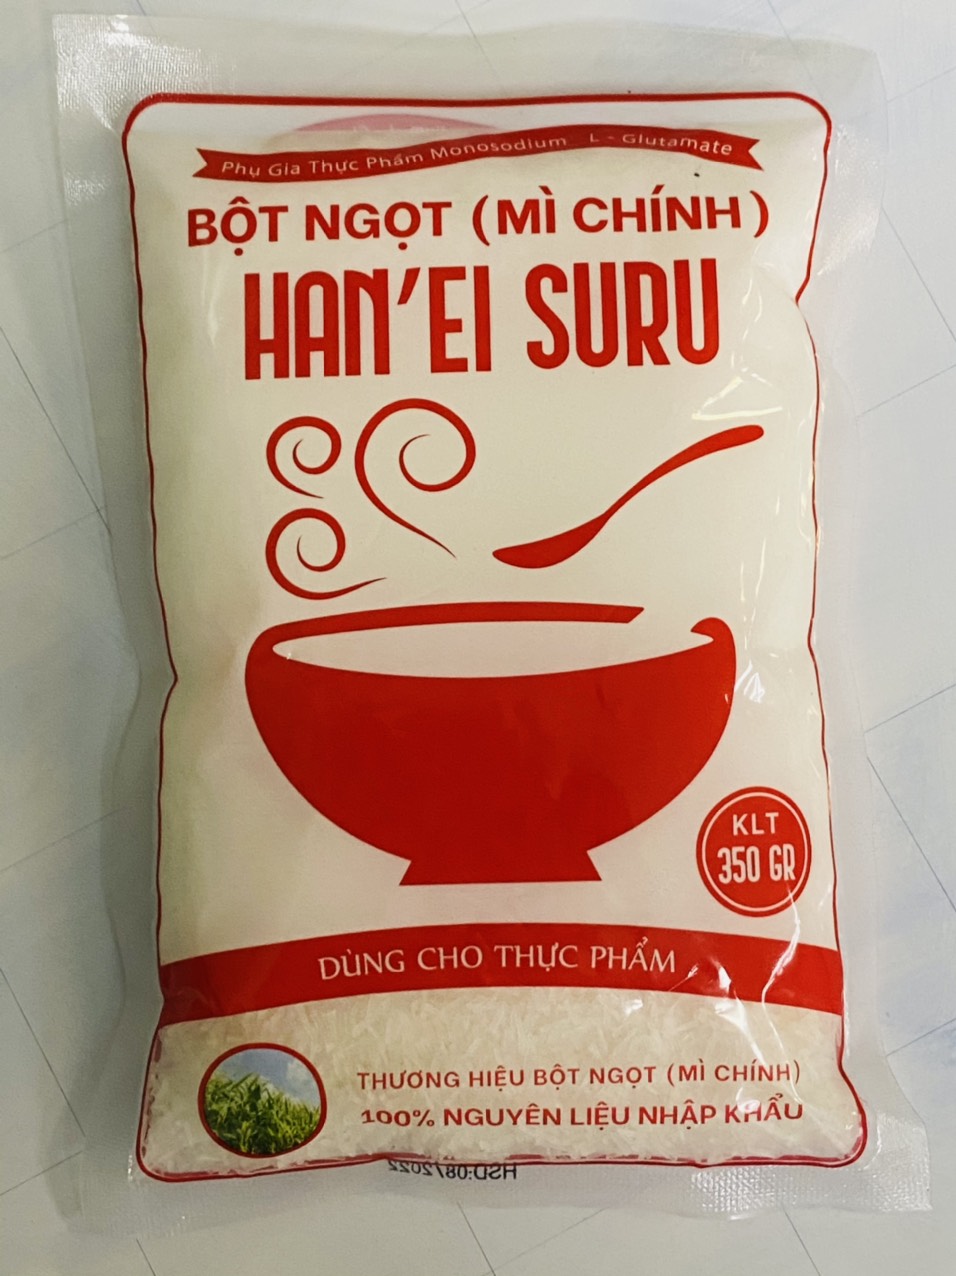 Phụ Gia Thực Phẩm Monosodium L - Glutamate
BỘT NGỌT (MÌ CHÍNH)
HAN'EI SURU
KLT
350 GR
DÙNG CHO THỰC PHẨM
THƯƠNG HIỆU BỘT NGỌT (MÌ CHÍNH)
100% NGUYÊN LIỆU NHẬP KHẨU
HSD:08/2022